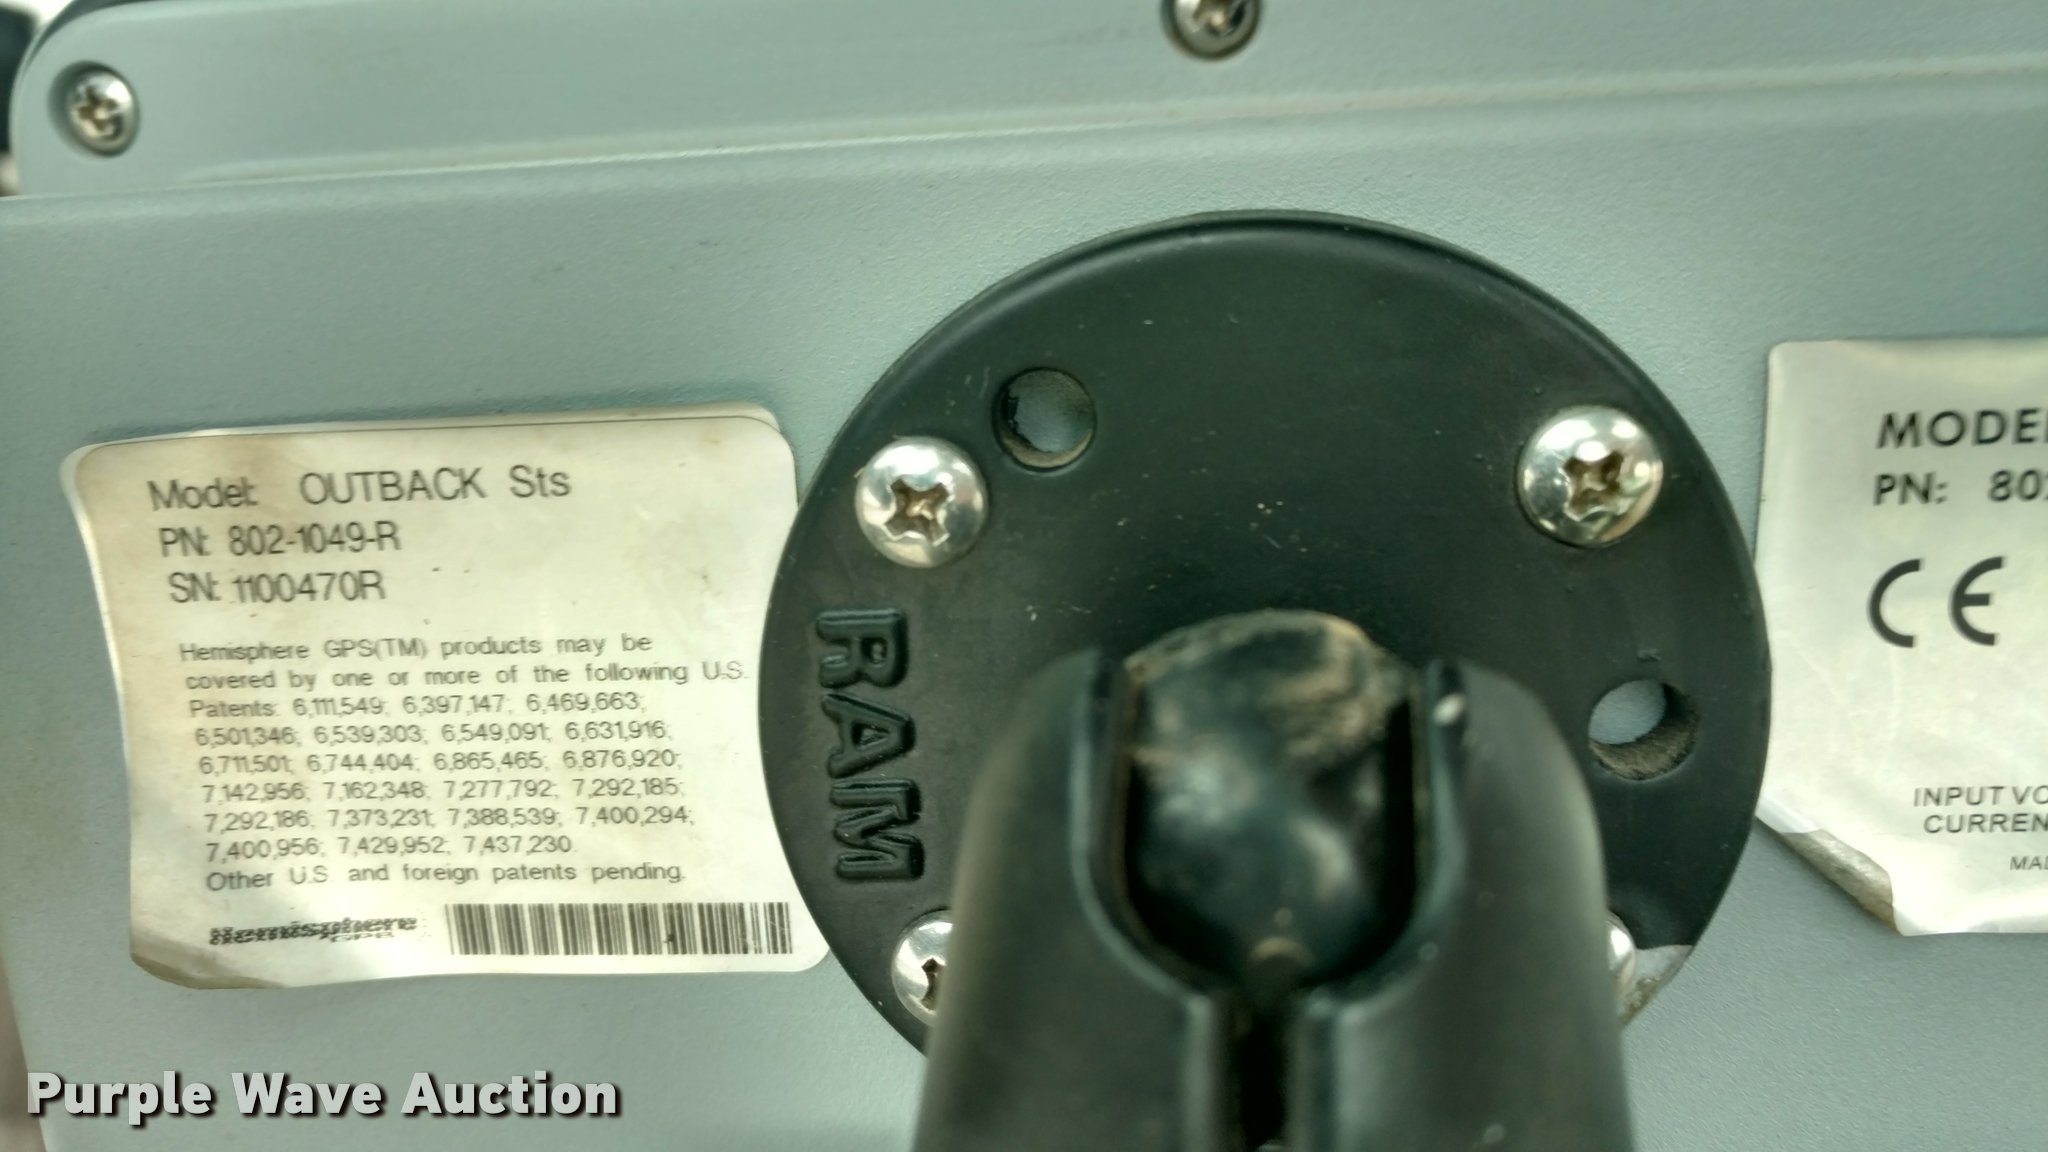 Model: OUTBACK Sts
PN: 802-1049-R
SN: 1100470R
Hemisphere GPS(TM) products may be
covered by one or more of the following U.S.
Patents: 6,111,549; 6,397,147; 6,469,663;
6,501,346; 6,539,303; 6,549,091; 6,631,916;
6,711,501; 6,744,404; 6,865,465; 6,876,920;
7,142,956; 7,162,348; 7,277,792; 7,292,185;
7,292,186; 7,373,231; 7,388,539; 7,400,294;
7,400,956; 7,429,952; 7,437,230.
Other U.S. and foreign patents pending.
Hemisphere
GPS
RAM
MODEL
PN: 802
CE
INPUT VO
CURREN
MAD
Purple Wave Auction